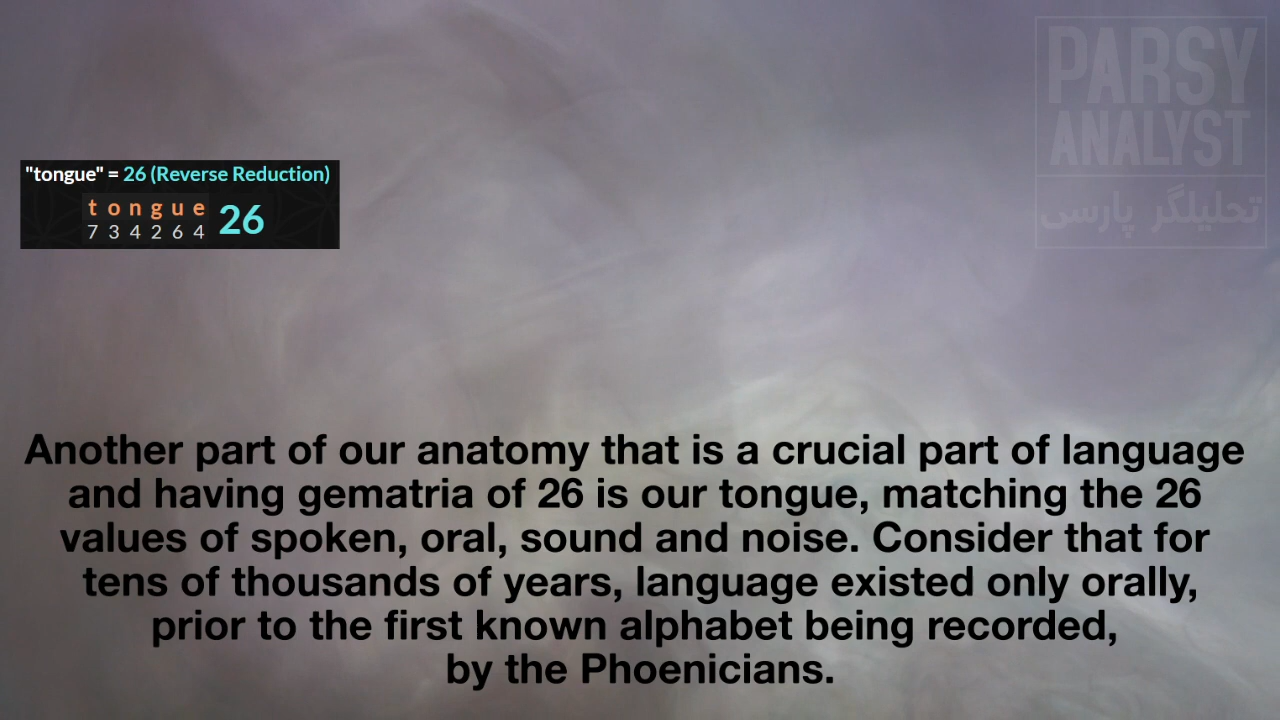 PARSY
ANALYST
تحلیلگر پارسی
"tongue" = 26 (Reverse Reduction)
t o n g u e 26
7 3 4 2 6 4
Another part of our anatomy that is a crucial part of language
and having gematria of 26 is our tongue, matching the 26
values of spoken, oral, sound and noise. Consider that for
tens of thousands of years, language existed only orally,
prior to the first known alphabet being recorded,
by the Phoenicians.